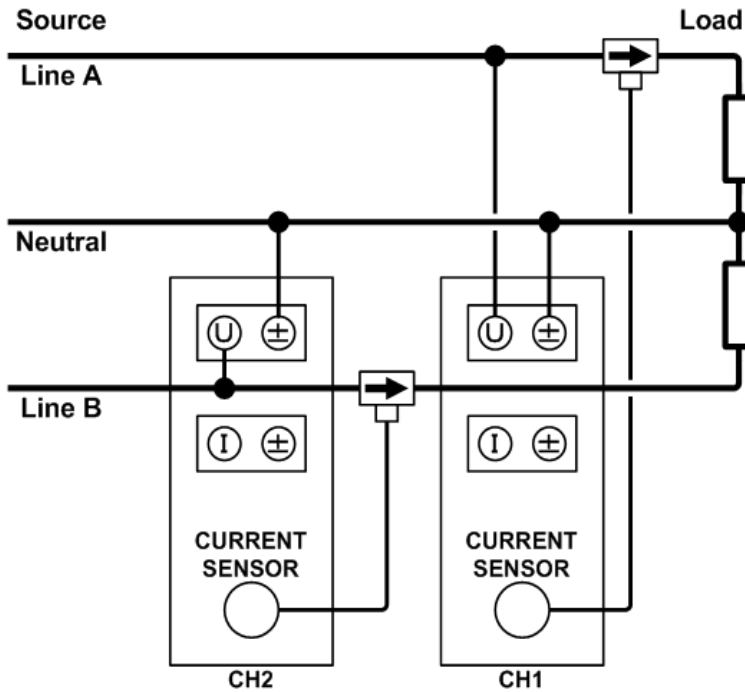 Source
Load
Line A
Neutral
U ±
U ±
Line B
I ±
I ±
CURRENT
SENSOR
CURRENT
SENSOR
CH2
CH1